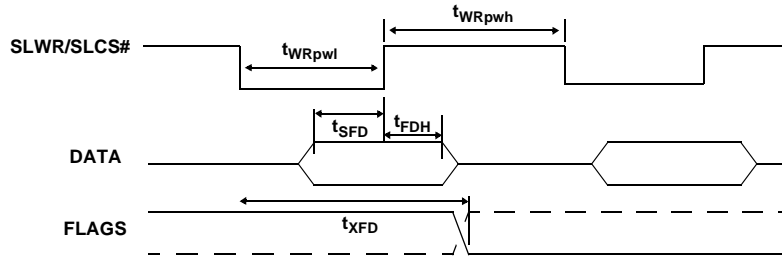 tWRpwh
SLWR/SLCS#
tWRpwl
tSFD
tFDH
DATA
tXFD
FLAGS